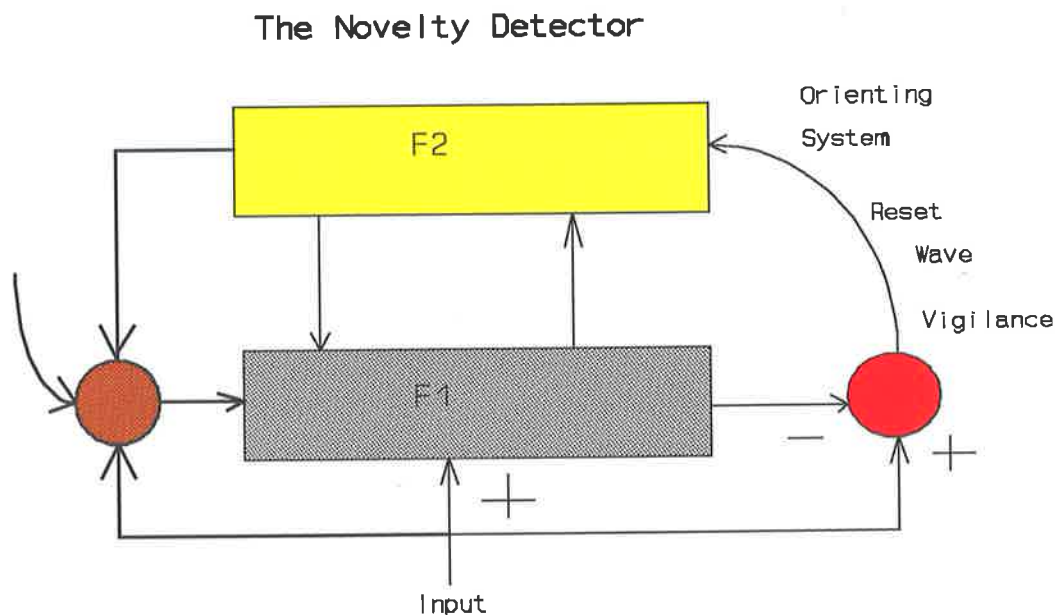 The Novelty Detector
Orienting
System
F2
Reset
Wave
Vigilance
F1
−
+
+
Input